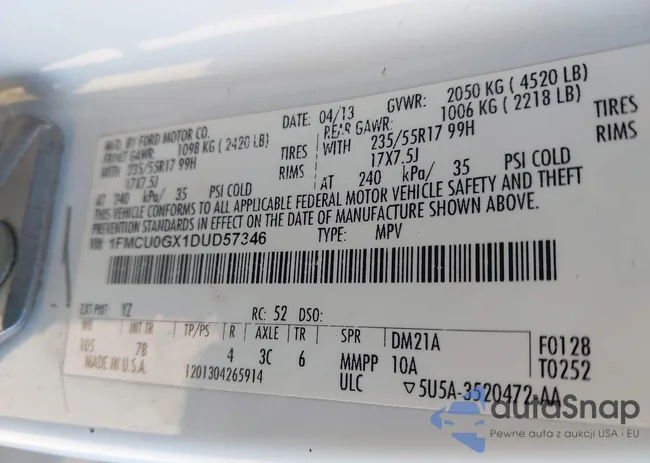 MFD. BY FORD MOTOR CO.
DATE: 04/13 GVWR: 2050 KG ( 4520 LB)
FRONT GAWR: 1098 KG ( 2420 LB) REAR GAWR: 1006 KG ( 2218 LB)
WITH 235/55R17 99H TIRES WITH 235/55R17 99H TIRES
17X7.5J RIMS 17X7.5J RIMS
AT 240 kPa/ 35 PSI COLD AT 240 kPa/ 35 PSI COLD
THIS VEHICLE CONFORMS TO ALL APPLICABLE FEDERAL MOTOR VEHICLE SAFETY AND THEFT
PREVENTION STANDARDS IN EFFECT ON THE DATE OF MANUFACTURE SHOWN ABOVE.
VIN: 1FMCU0GX1DUD57346 TYPE: MPV
EXT PNT: YZ RC: 52 DSO:
WB INT TR TP/PS R AXLE TR SPR DM21A F0128
105 7B 4 3C 6 MMPP 10A T0252
MADE IN U.S.A. 1201304265914 ULC ▽5U5A-3520472-AA
autaSnap
Pewne auta z aukcji USA i EU